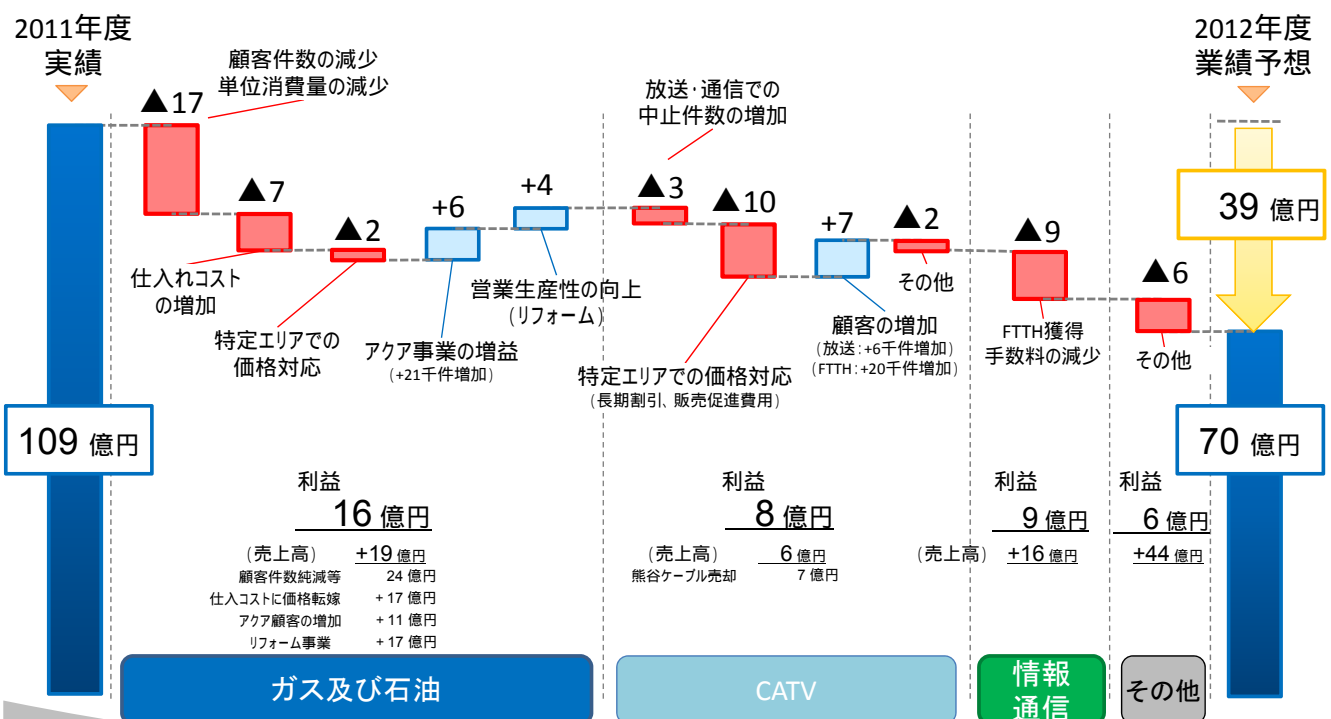 2011年度
実績
▲17
顧客件数の減少
単位消費量の減少
▲7
仕入れコスト
の増加
▲2
特定エリアでの
価格対応
+6
アクア事業の増益
(+21千件増加)
+4
営業生産性の向上
(リフォーム)
▲3
放送・通信での
中止件数の増加
▲10
特定エリアでの価格対応
(長期割引、販売促進費用)
+7
顧客の増加
(放送:+6千件増加)
(FTTH:+20千件増加)
▲2
その他
▲9
FTTH獲得
手数料の減少
▲6
その他
2012年度
業績予想
39 億円
109 億円
70 億円
利益
16 億円
(売上高) +19 億円
顧客件数純減等 24 億円
仕入コストに価格転嫁 + 17 億円
アクア顧客の増加 + 11 億円
リフォーム事業 + 17 億円
利益
8 億円
(売上高) 6 億円
熊谷ケーブル売却 7 億円
利益
9 億円
(売上高) +16 億円
利益
6 億円
+44 億円
ガス及び石油
CATV
情報
通信
その他